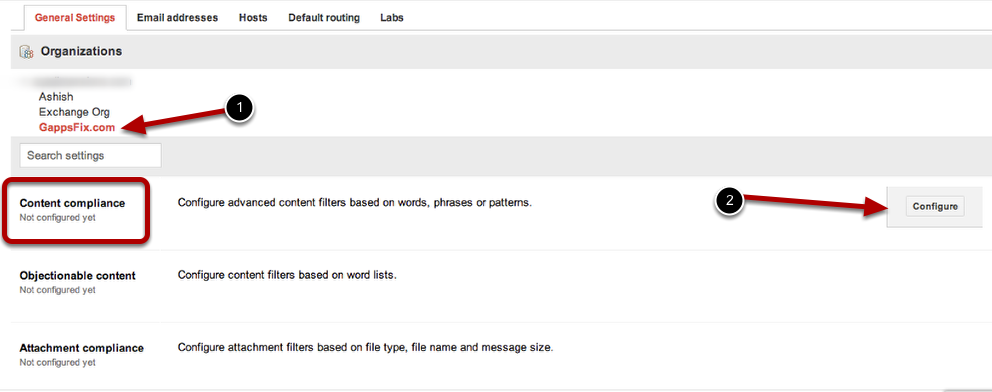 General Settings Email addresses Hosts Default routing Labs
Organizations
Ashish
Exchange Org
GappsFix.com
1
Search settings
Content compliance Configure advanced content filters based on words, phrases or patterns. 2 Configure
Not configured yet
Objectionable content Configure content filters based on word lists.
Not configured yet
Attachment compliance Configure attachment filters based on file type, file name and message size.
Not configured yet